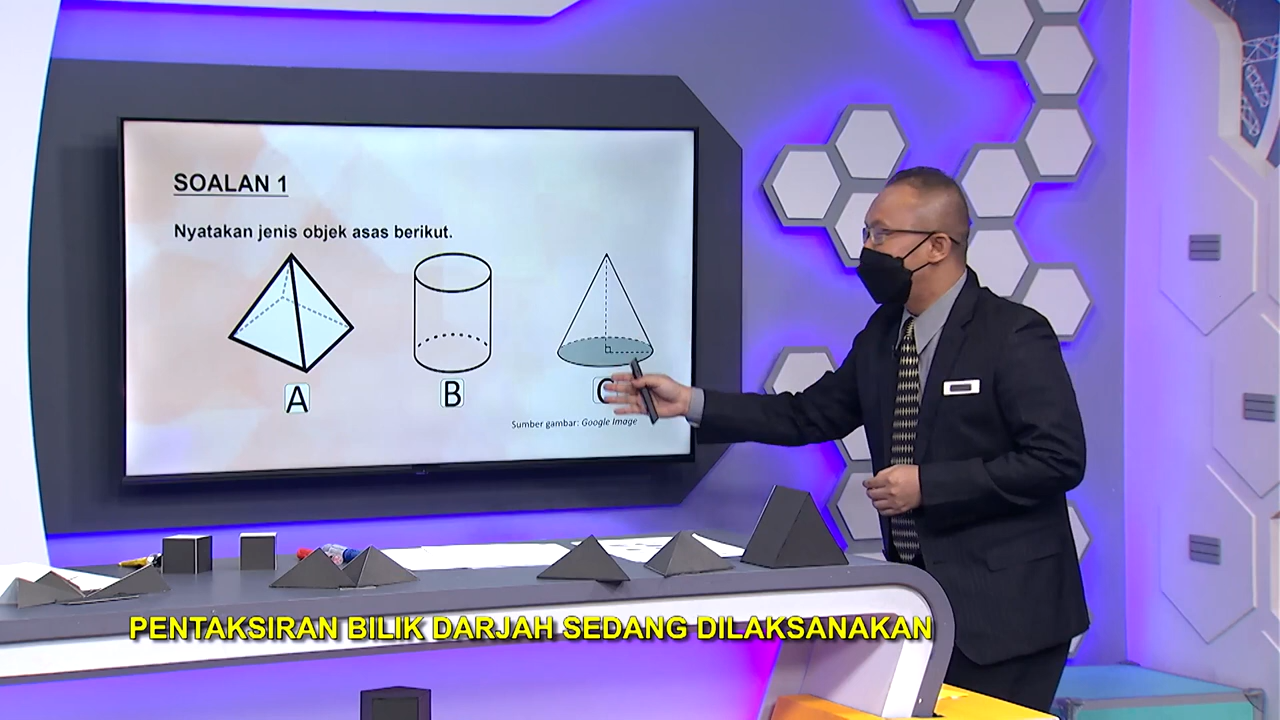 SOALAN 1
Nyatakan jenis objek asas berikut.
A
B
C
Sumber gambar: Google Image
PENTAKSIRAN BILIK DARJAH SEDANG DILAKSANAKAN